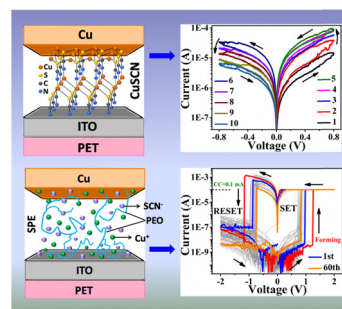 Cu
Cu
S
C
N
CuSCN
ITO
PET
Current (A)
1E-4
1E-5
1E-6
1E-7
6
7
8
9
10
5
4
3
2
1
-0.8 -0.4 0.0 0.4 0.8
Voltage (V)
Cu
SPE
SCN-
PEO
Cu+
ITO
PET
Current (A)
1E-3
1E-5
1E-7
1E-9
CC=0.1 mA
RESET
SET
Forming
1st
60th
-2 -1 0 1 2
Voltage (V)